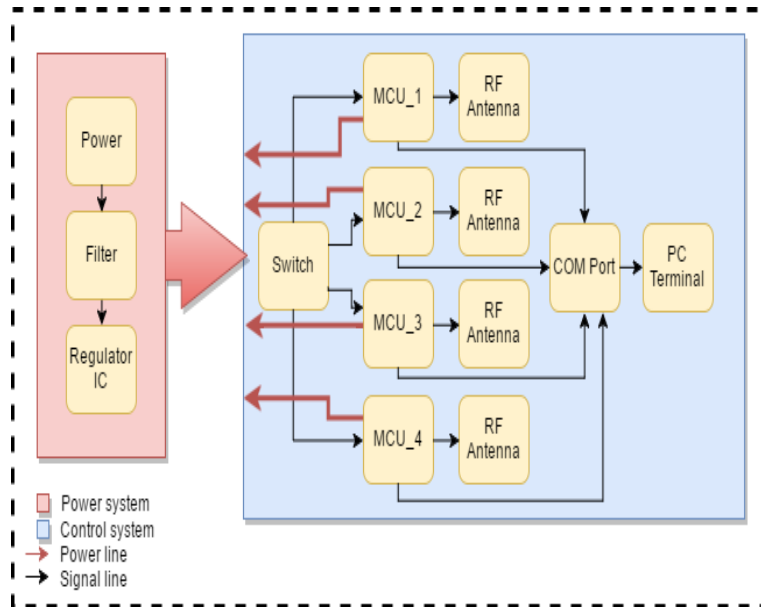 Power
Filter
Regulator
IC
Switch
MCU_1
RF
Antenna
MCU_2
RF
Antenna
MCU_3
RF
Antenna
MCU_4
RF
Antenna
COM Port
PC
Terminal
Power system
Control system
Power line
Signal line